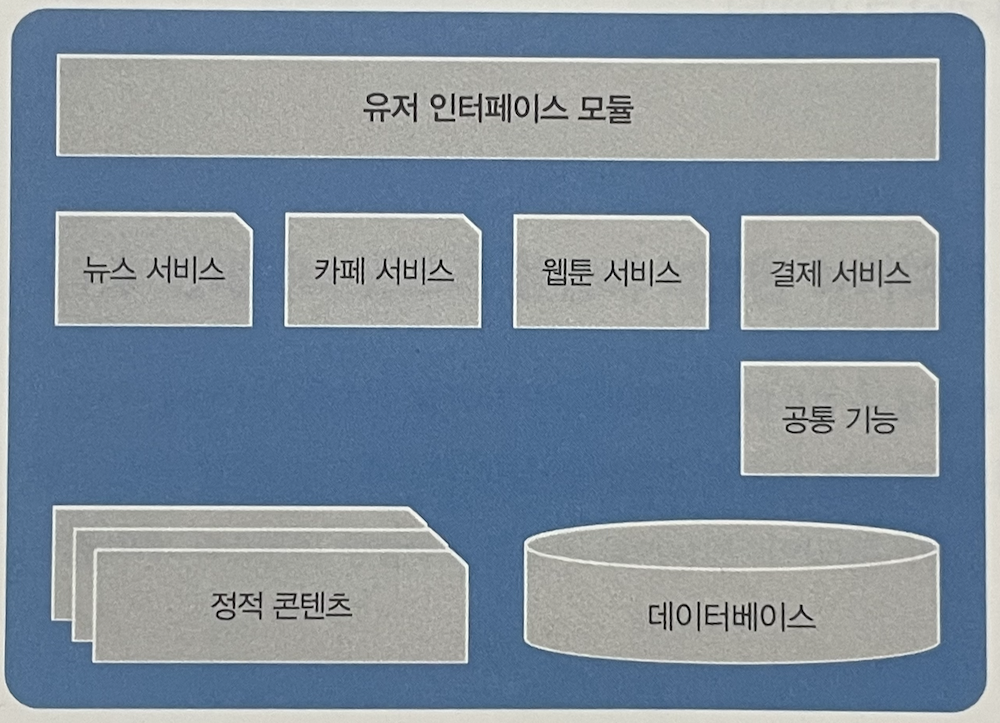 유저 인터페이스 모듈
뉴스 서비스
카페 서비스
웹툰 서비스
결제 서비스
공통 기능
정적 콘텐츠
데이터베이스